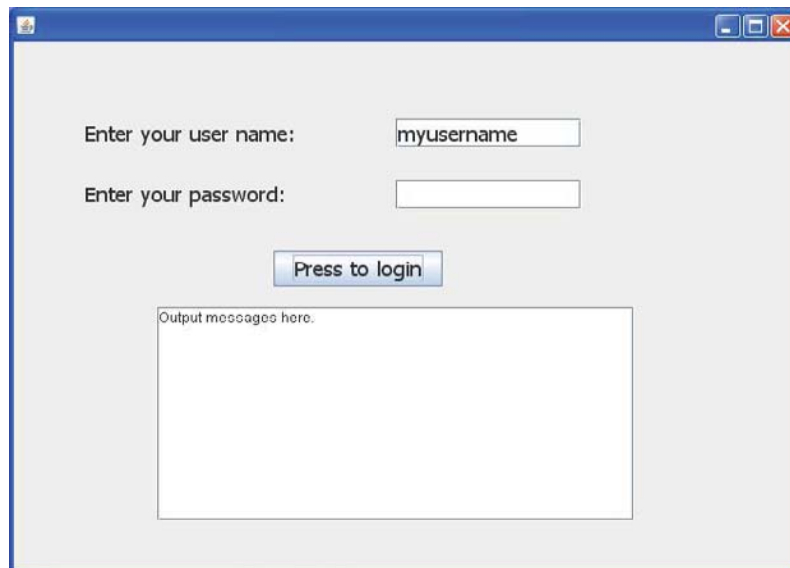 Enter your user name: myusername
Enter your password:
Press to login
Output messages here.